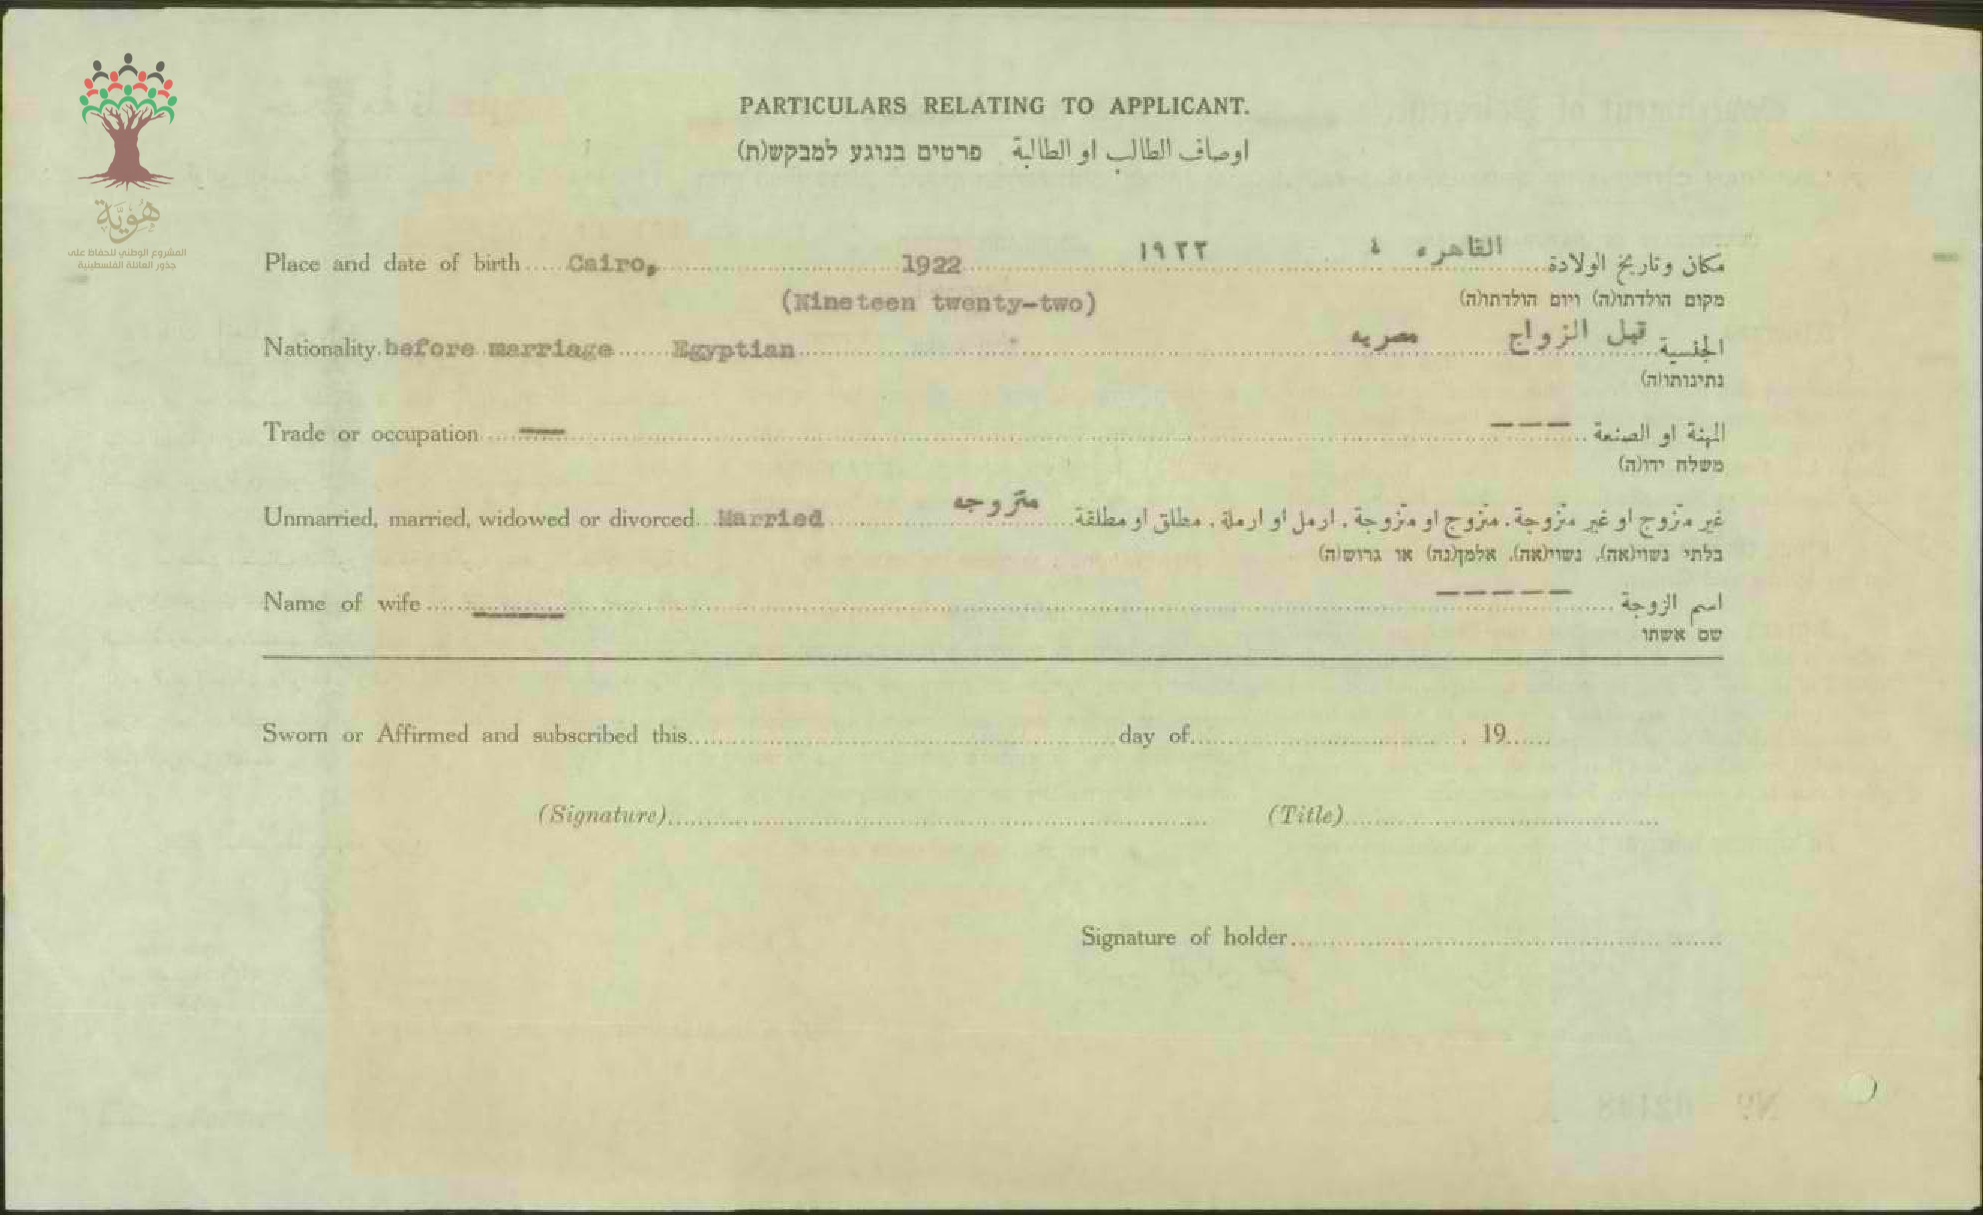 PARTICULARS RELATING TO APPLICANT.
اوصاف الطالب او الطالبة פרטים בנוגע למבקש(ת)
هُوِيَّة
المشروع الوطني للحفاظ على
جذور العائلة الفلسطينية
Place and date of birth Cairo, 1922 ١٩٢٢ القاهره ؛ مكان وتاريخ الولادة
(Nineteen twenty-two) מקום הולדתו(ה) ויום הולדתו(ה)
Nationality before marriage Egyptian مصريه قبل الزواج الجنسية
נתינותו(ה)
Trade or occupation — --- المهنة او الصنعة
משלח ידו(ה)
Unmarried, married, widowed or divorced Married متزوجه غير متزوج او غير متزوجة، متزوج او متزوجة، ارمل او ارملة، مطلق او مطلقة
בלתי נשוי(אה), נשוי(אה), אלמן(נה) או גרוש(ה)
Name of wife — ----- اسم الزوجة
שם אשתו
Sworn or Affirmed and subscribed this day of 19
(Signature) (Title)
Signature of holder